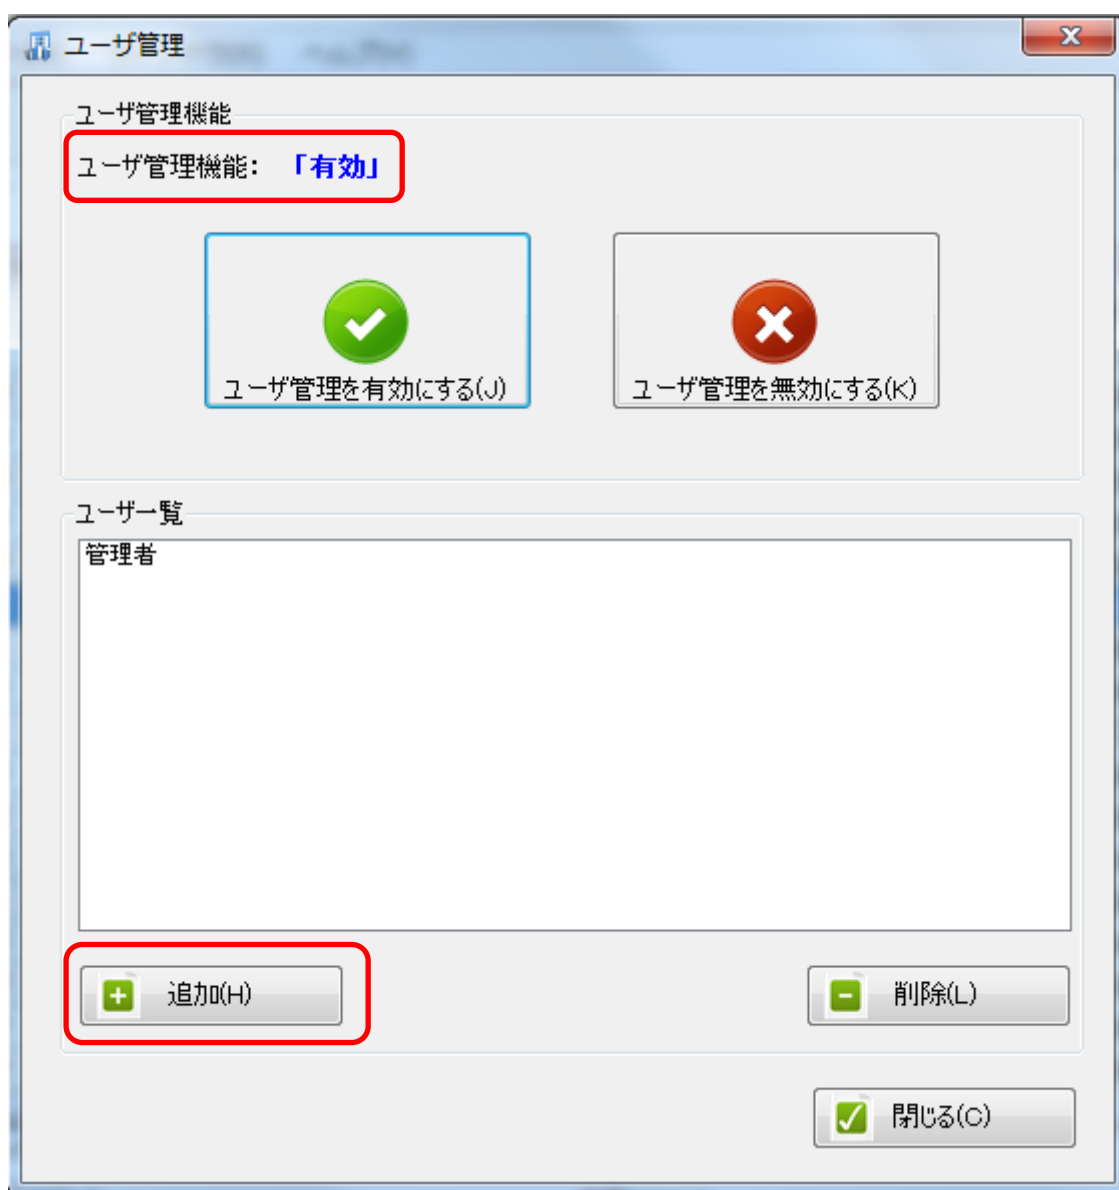 ユーザ管理
ユーザ管理機能
ユーザ管理機能: 「有効」
ユーザ管理を有効にする(J)
ユーザ管理を無効にする(K)
ユーザ一覧
管理者
追加(H)
削除(L)
閉じる(C)